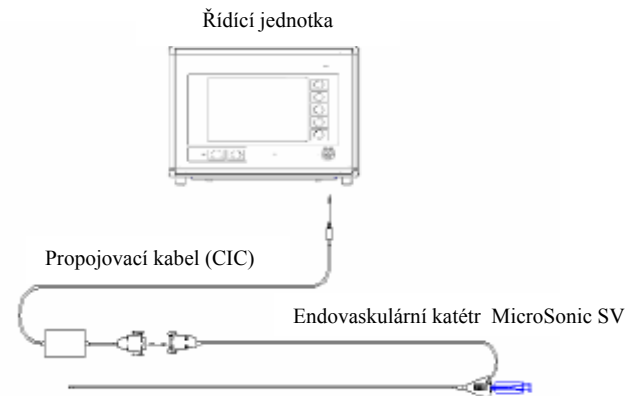 Řídící jednotka
Propojovací kabel (CIC)
Endovaskulární katétr MicroSonic SV